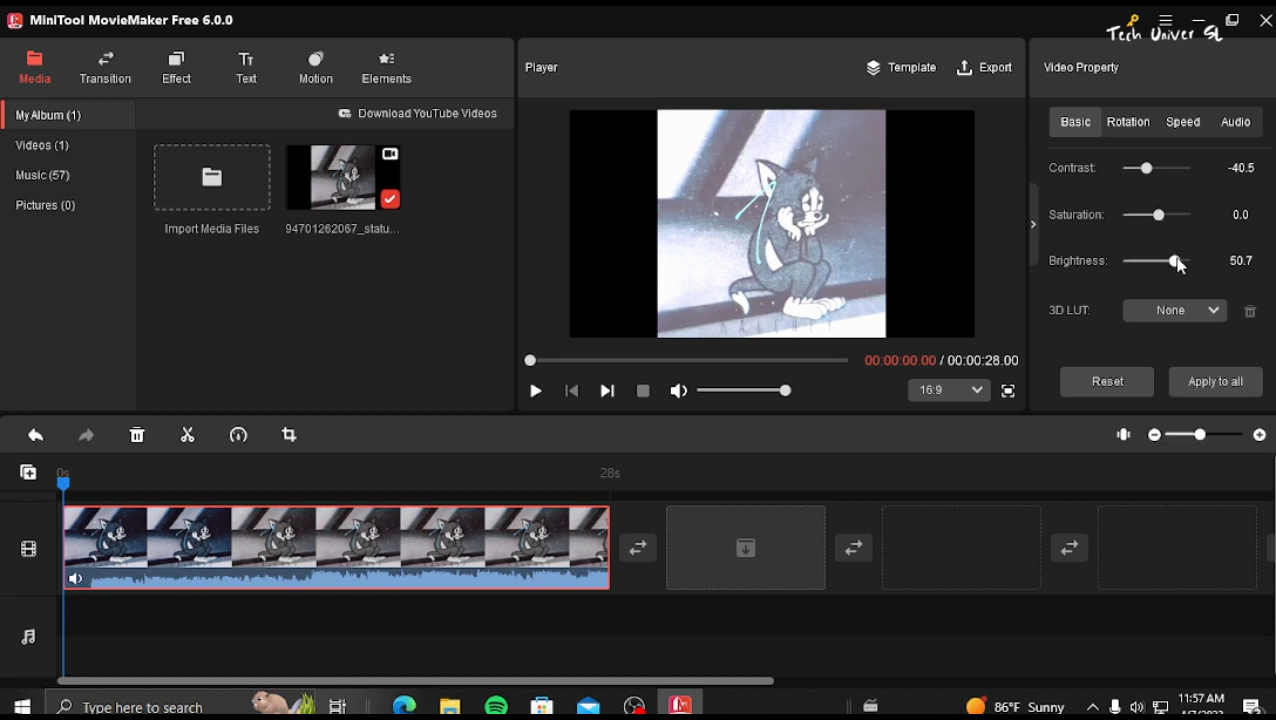 MiniTool MovieMaker Free 6.0.0
Tech Univer SL
Media
Transition
Effect
Text
Motion
Elements
Player
Template
Export
Video Property
My Album (1)
Download YouTube Videos
Videos (1)
Music (57)
Pictures (0)
Import Media Files
94701262067_statu...
Basic
Rotation
Speed
Audio
Contrast:
-40.5
Saturation:
0.0
Brightness:
50.7
3D LUT:
None
00:00:00.00 / 00:00:28.00
16:9
Reset
Apply to all
0s
28s
Type here to search
86°F Sunny
11:57 AM